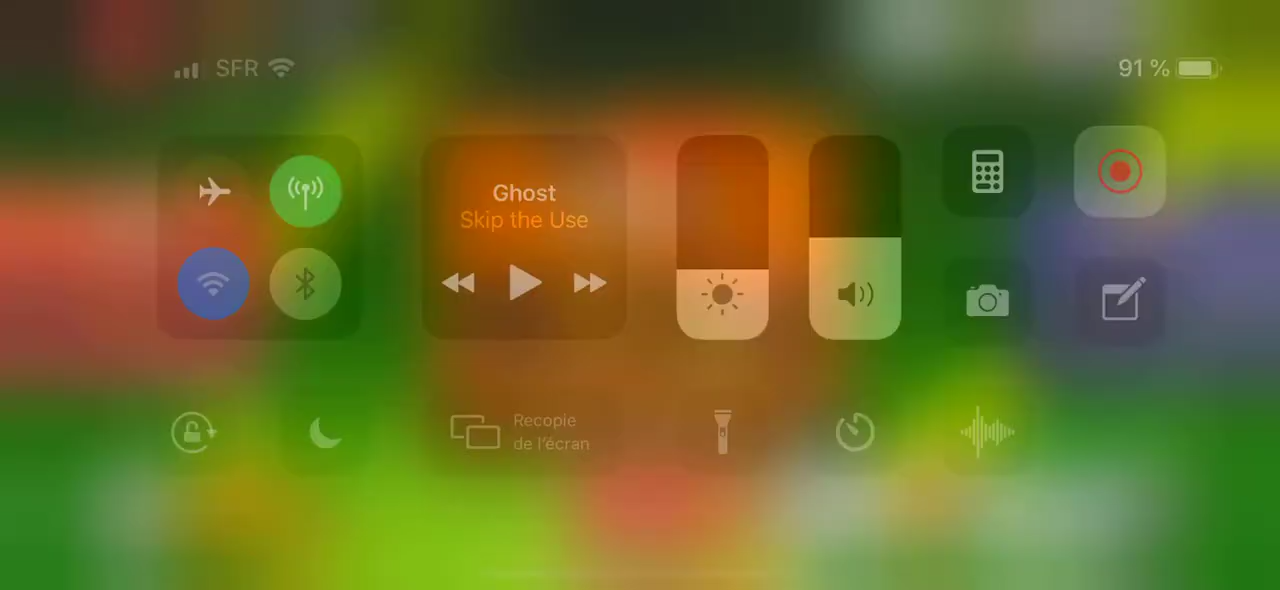 SFR
91 %
Ghost
Skip the Use
Recopie
de l'écran